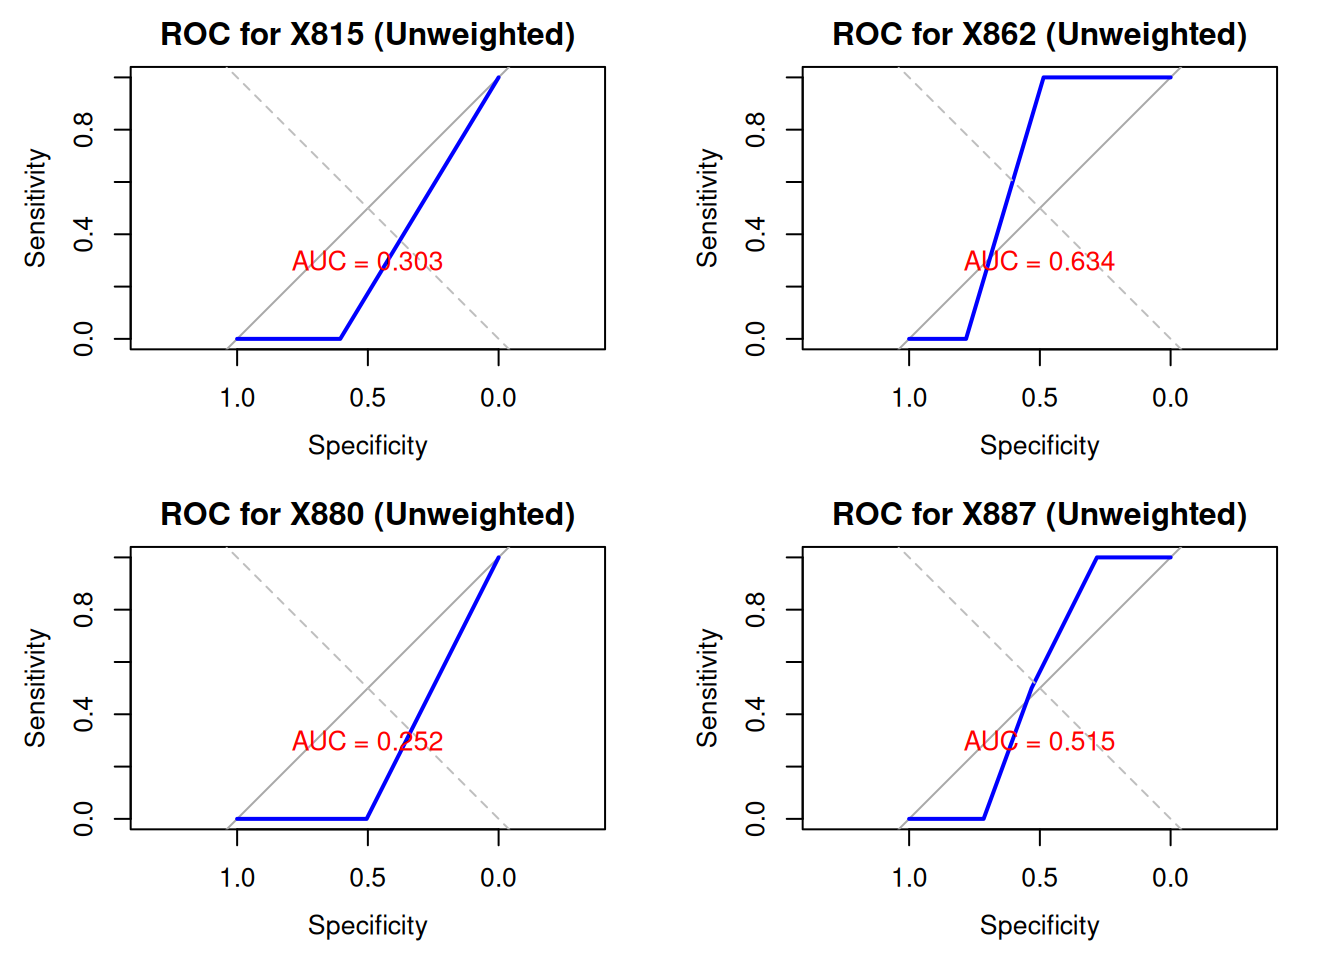 ROC for X815 (Unweighted)
Sensitivity
0.8
0.4
0.0
AUC = 0.303
1.0 0.5 0.0
Specificity
ROC for X862 (Unweighted)
Sensitivity
0.8
0.4
0.0
AUC = 0.634
1.0 0.5 0.0
Specificity
ROC for X880 (Unweighted)
Sensitivity
0.8
0.4
0.0
AUC = 0.252
1.0 0.5 0.0
Specificity
ROC for X887 (Unweighted)
Sensitivity
0.8
0.4
0.0
AUC = 0.515
1.0 0.5 0.0
Specificity